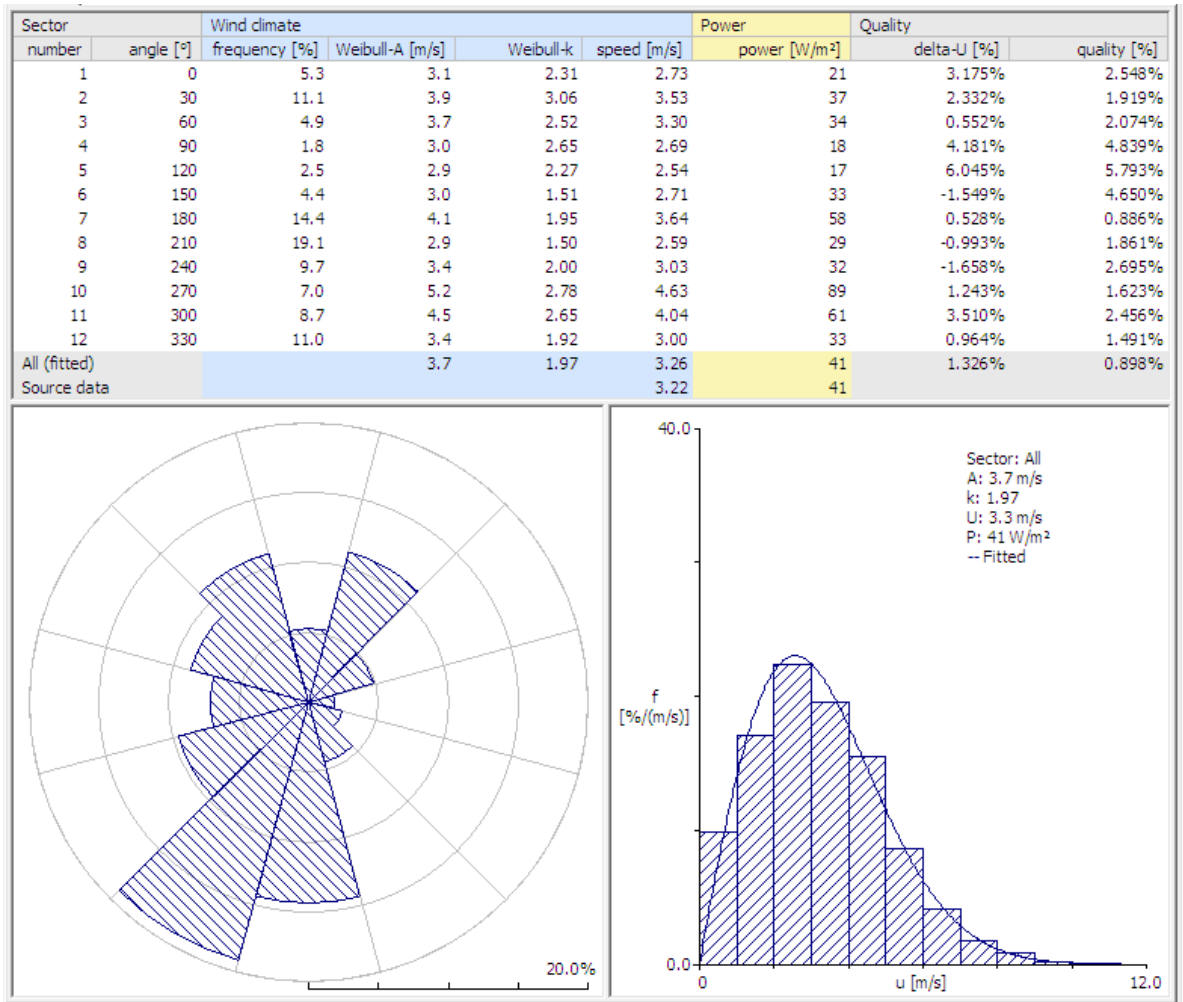 Sector Wind climate Power Quality
number angle [°] frequency [%] Weibull-A [m/s] Weibull-k speed [m/s] power [W/m²] delta-U [%] quality [%]
1 0 5.3 3.1 2.31 2.73 21 3.175% 2.548%
2 30 11.1 3.9 3.06 3.53 37 2.332% 1.919%
3 60 4.9 3.7 2.52 3.30 34 0.552% 2.074%
4 90 1.8 3.0 2.65 2.69 18 4.181% 4.839%
5 120 2.5 2.9 2.27 2.54 17 6.045% 5.793%
6 150 4.4 3.0 1.51 2.71 33 -1.549% 4.650%
7 180 14.4 4.1 1.95 3.64 58 0.528% 0.886%
8 210 19.1 2.9 1.50 2.59 29 -0.993% 1.861%
9 240 9.7 3.4 2.00 3.03 32 -1.658% 2.695%
10 270 7.0 5.2 2.78 4.63 89 1.243% 1.623%
11 300 8.7 4.5 2.65 4.04 61 3.510% 2.456%
12 330 11.0 3.4 1.92 3.00 33 0.964% 1.491%
All (fitted) 3.7 1.97 3.26 41 1.326% 0.898%
Source data 3.22 41
20.0%
40.0
Sector: All
A: 3.7 m/s
k: 1.97
U: 3.3 m/s
P: 41 W/m²
-- Fitted
f
[%/(m/s)]
0.0
0 u [m/s] 12.0